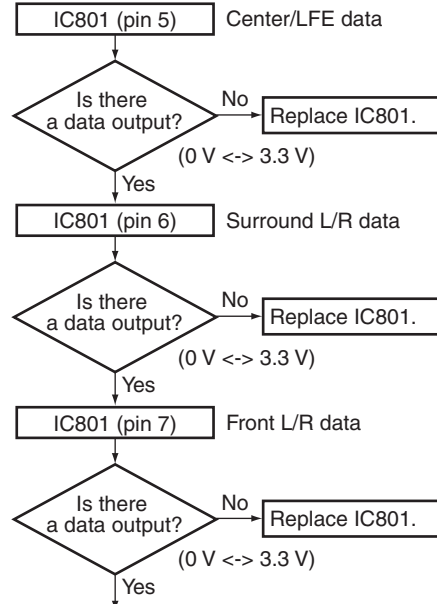 IC801 (pin 5) Center/LFE data
Is there
a data output?
No
Replace IC801.
(0 V <-> 3.3 V)
Yes
IC801 (pin 6) Surround L/R data
Is there
a data output?
No
Replace IC801.
(0 V <-> 3.3 V)
Yes
IC801 (pin 7) Front L/R data
Is there
a data output?
No
Replace IC801.
(0 V <-> 3.3 V)
Yes